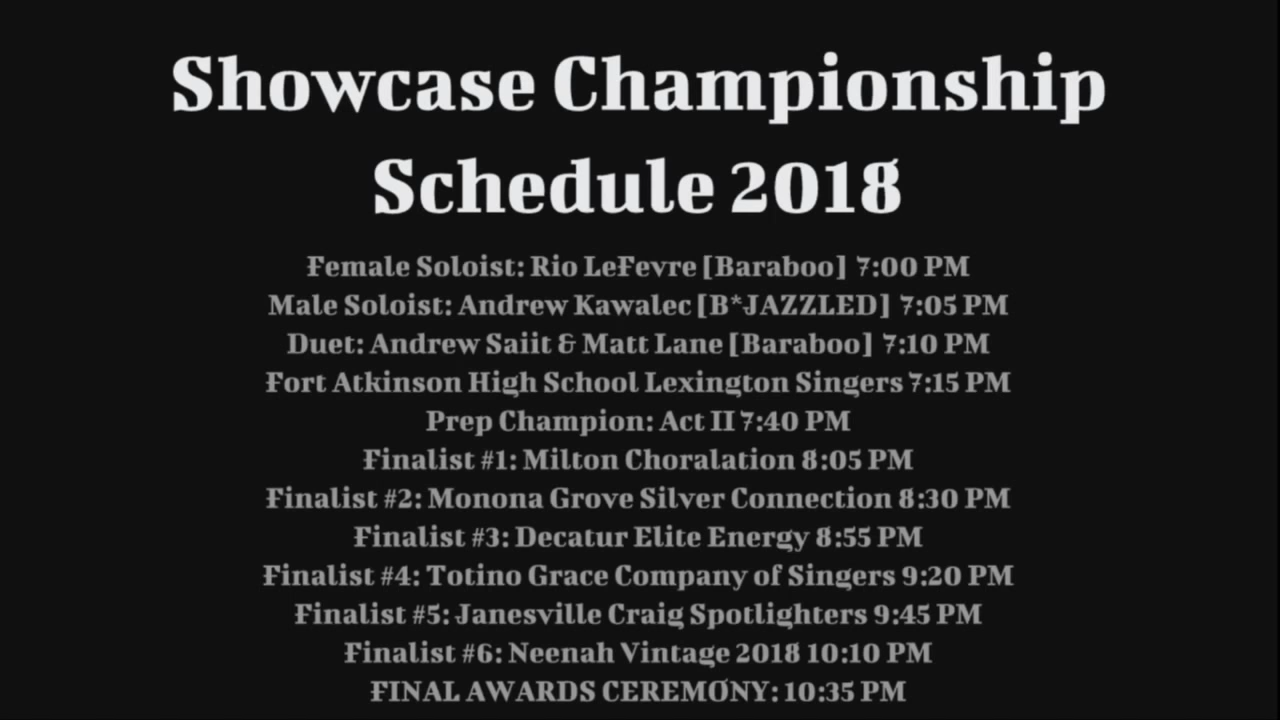 Showcase Championship
Schedule 2018
Female Soloist: Rio LeFevre [Baraboo] 7:00 PM
Male Soloist: Andrew Kawalec [B*JAZZLED] 7:05 PM
Duet: Andrew Saiit & Matt Lane [Baraboo] 7:10 PM
Fort Atkinson High School Lexington Singers 7:15 PM
Prep Champion: Act II 7:40 PM
Finalist #1: Milton Choralation 8:05 PM
Finalist #2: Monona Grove Silver Connection 8:30 PM
Finalist #3: Decatur Elite Energy 8:55 PM
Finalist #4: Totino Grace Company of Singers 9:20 PM
Finalist #5: Janesville Craig Spotlighters 9:45 PM
Finalist #6: Neenah Vintage 2018 10:10 PM
FINAL AWARDS CEREMONY: 10:35 PM